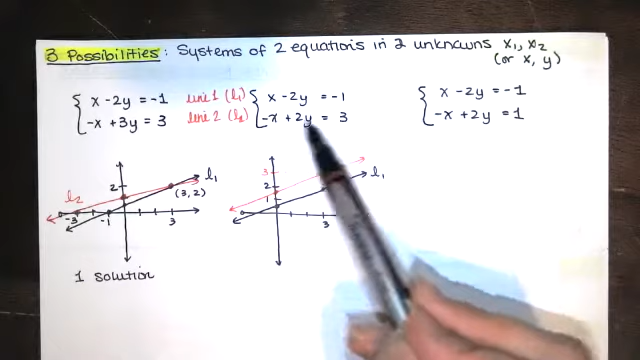 3 Possibilities: Systems of 2 equations in 2 unknowns x₁, x₂
(or x, y)
x - 2y = -1
-x + 3y = 3
line 1 (l₁)
line 2 (l₂)
x - 2y = -1
-x + 2y = 3
x - 2y = -1
-x + 2y = 1
l₂
l₁
2
(3, 2)
-3
-1
3
1 solution
3
2
1
l₁
3